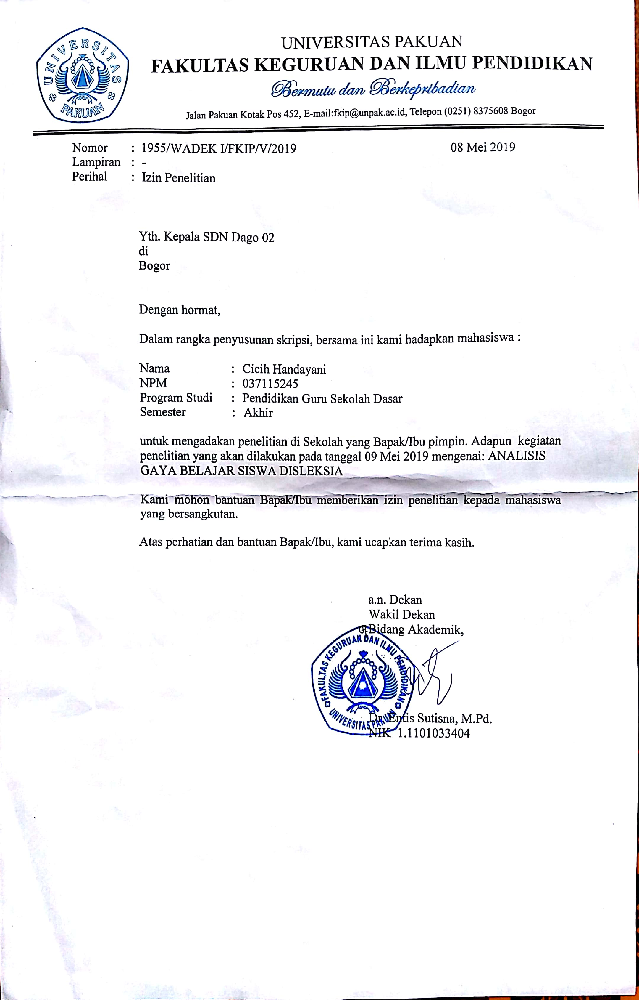 UNIVERSITAS PAKUAN
UNIVERSITAS PAKUAN
FAKULTAS KEGURUAN DAN ILMU PENDIDIKAN
Bermutu dan Berkepribadian
Jalan Pakuan Kotak Pos 452, E-mail:fkip@unpak.ac.id, Telepon (0251) 8375608 Bogor
Nomor : 1955/WADEK I/FKIP/V/2019 08 Mei 2019
Lampiran : -
Perihal : Izin Penelitian
Yth. Kepala SDN Dago 02
di
Bogor
Dengan hormat,
Dalam rangka penyusunan skripsi, bersama ini kami hadapkan mahasiswa :
Nama : Cicih Handayani
NPM : 037115245
Program Studi : Pendidikan Guru Sekolah Dasar
Semester : Akhir
untuk mengadakan penelitian di Sekolah yang Bapak/Ibu pimpin. Adapun kegiatan
penelitian yang akan dilakukan pada tanggal 09 Mei 2019 mengenai: ANALISIS
GAYA BELAJAR SISWA DISLEKSIA
Kami mohon bantuan Bapak/Ibu memberikan izin penelitian kepada mahasiswa
yang bersangkutan.
Atas perhatian dan bantuan Bapak/Ibu, kami ucapkan terima kasih.
a.n. Dekan
Wakil Dekan
Bidang Akademik,
FAKULTAS KEGURUAN DAN ILMU PENDIDIKAN
UNIVERSITAS PAKUAN
Dr. Entis Sutisna, M.Pd.
NIK 1.1101033404